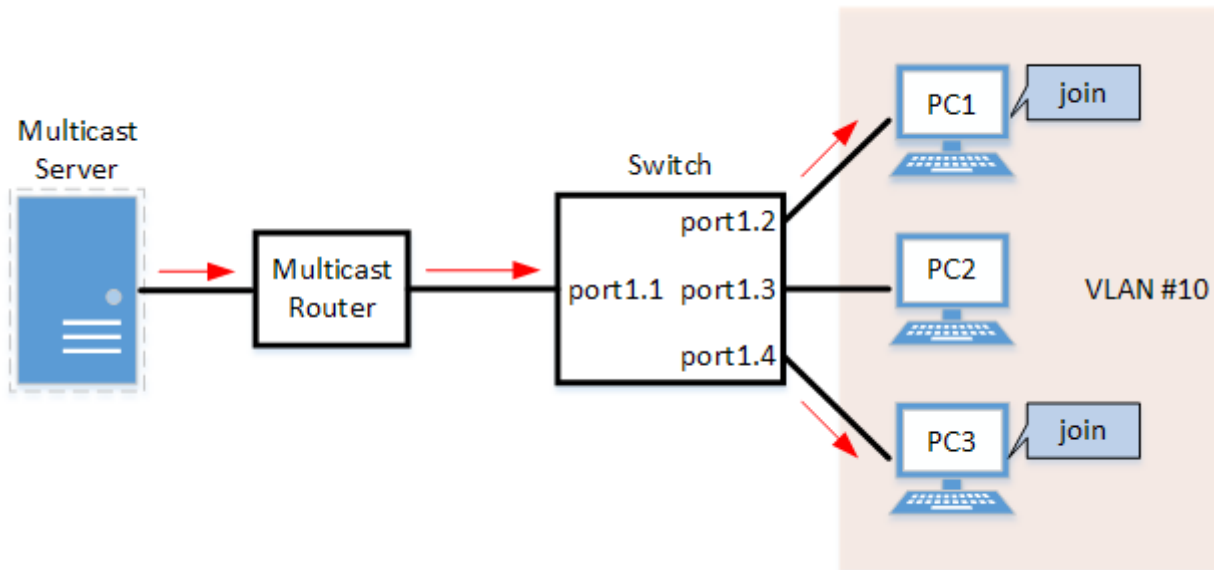 Multicast
Server
Multicast
Router
Switch
port1.1
port1.2
port1.3
port1.4
PC1
join
PC2
VLAN #10
PC3
join